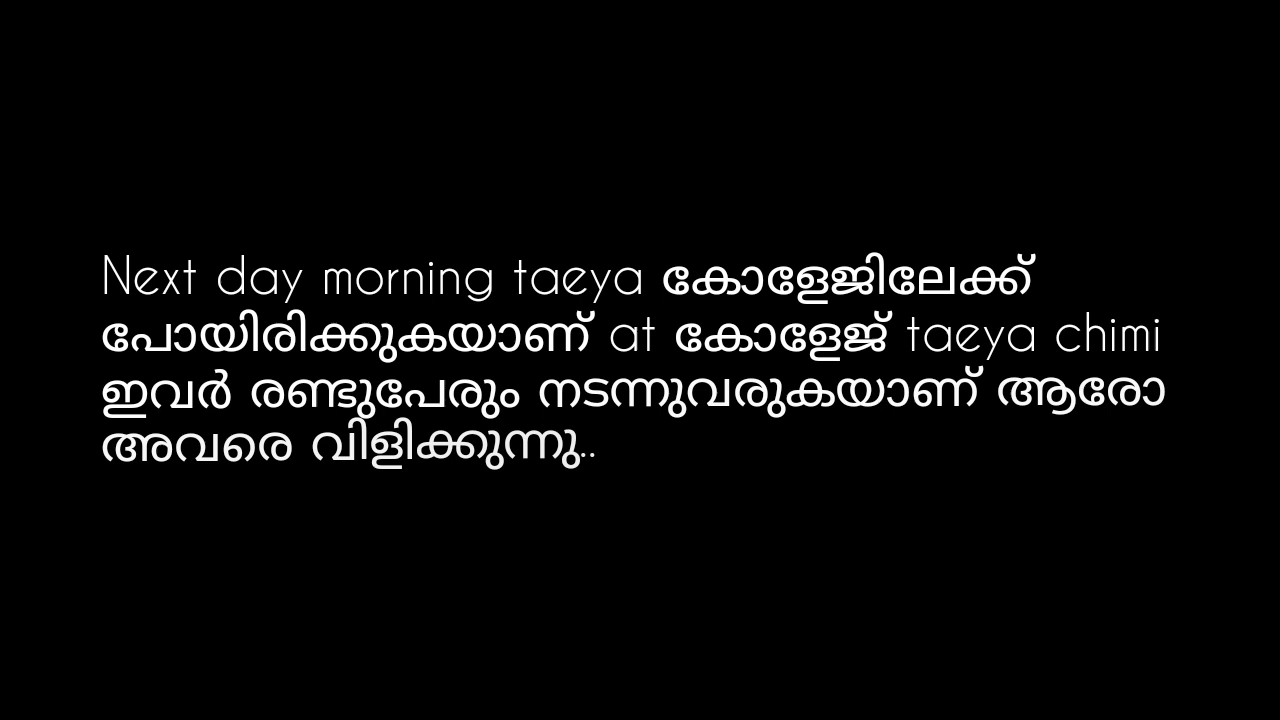 Next day morning taeya കോളേജിലേക്ക്
പോയിരിക്കുകയാണ് at കോളേജ് taeya chimi
ഇവർ രണ്ടുപേരും നടന്നുവരുകയാണ് ആരോ
അവരെ വിളിക്കുന്നു..